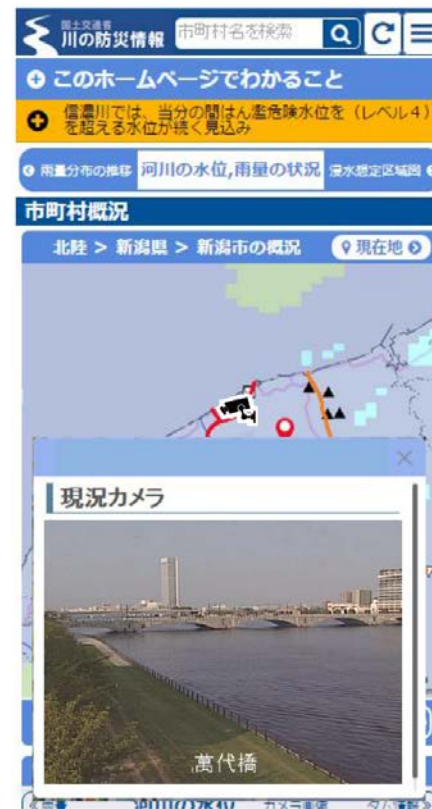 国土交通省
川の防災情報
市町村名を検索
このホームページでわかること
信濃川では、当分の間はん濫危険水位を（レベル４）
を超える水位が続く見込み
雨量分布の推移 河川の水位,雨量の状況 浸水想定区域図
市町村概況
北陸 > 新潟県 > 新潟市の概況 現在地
×
現況カメラ
萬代橋
カメラ画像